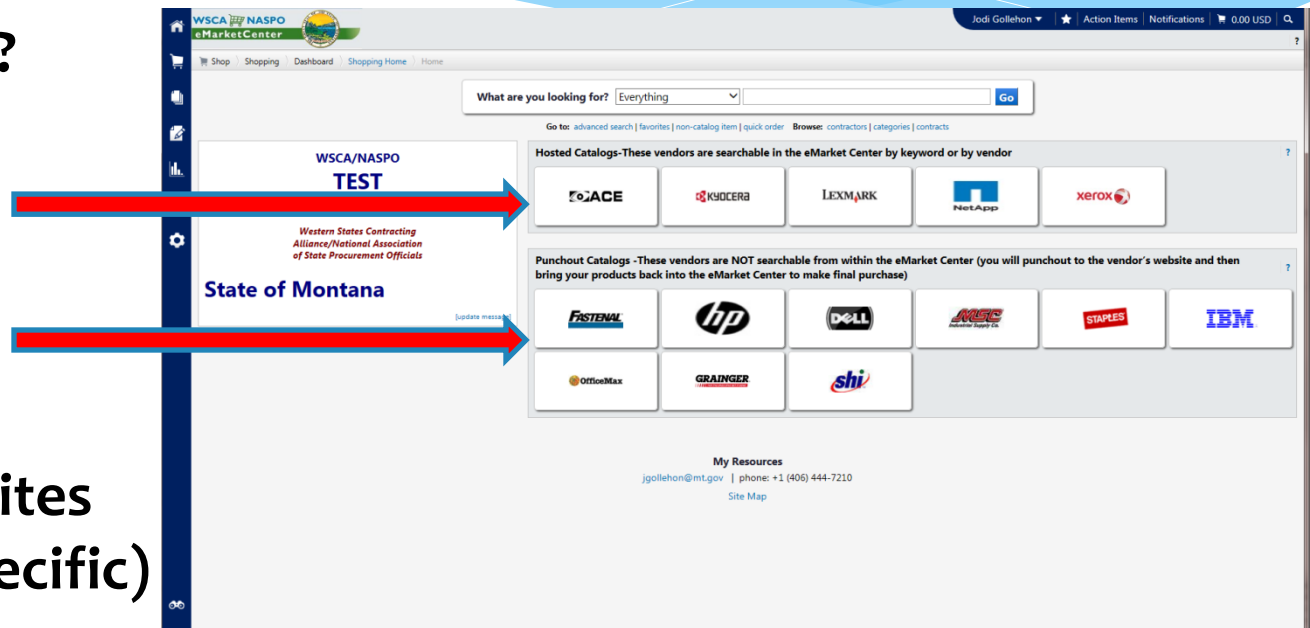 ?
ites
ecific)
WSCA NASPO
eMarketCenter
Jodi Gollehon
Action Items
Notifications
0.00 USD
?
Shop Shopping Dashboard Shopping Home Home
What are you looking for? Everything Go
Go to: advanced search | favorites | non-catalog item | quick order Browse: contractors | categories | contracts
WSCA/NASPO
TEST
Western States Contracting
Alliance/National Association
of State Procurement Officials
State of Montana
[update message]
Hosted Catalogs-These vendors are searchable in the eMarket Center by keyword or by vendor ?
ACE KYOCERA LEXMARK NetApp xerox
Punchout Catalogs -These vendors are NOT searchable from within the eMarket Center (you will punchout to the vendor's website and then
bring your products back into the eMarket Center to make final purchase) ?
FASTENAL hp DELL MSC Industrial Supply Co. STAPLES IBM
OfficeMax GRAINGER shi
My Resources
jgollehon@mt.gov | phone: +1 (406) 444-7210
Site Map